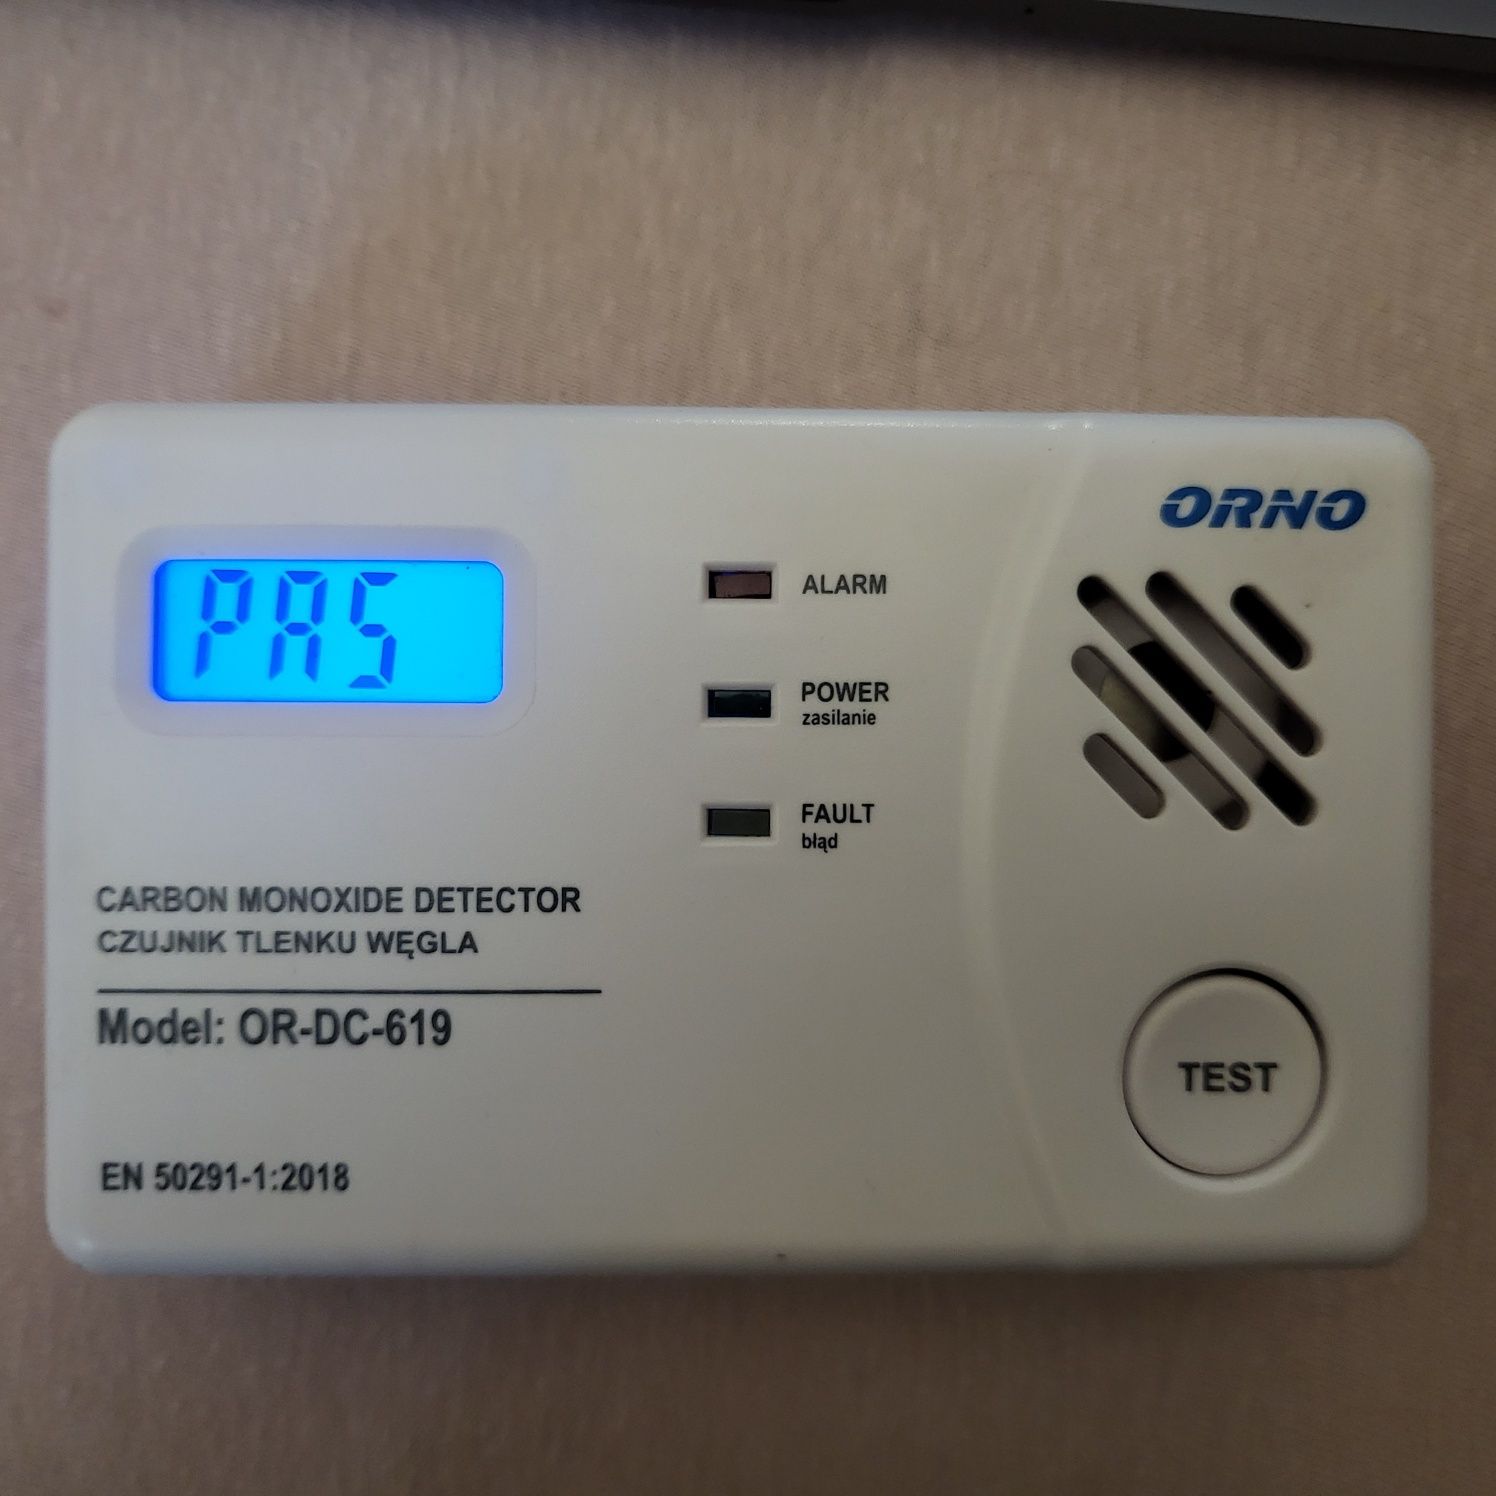 ORNO
PAS
ALARM
POWER
zasilanie
FAULT
błąd
CARBON MONOXIDE DETECTOR
CZUJNIK TLENKU WĘGLA
Model: OR-DC-619
TEST
EN 50291-1:2018